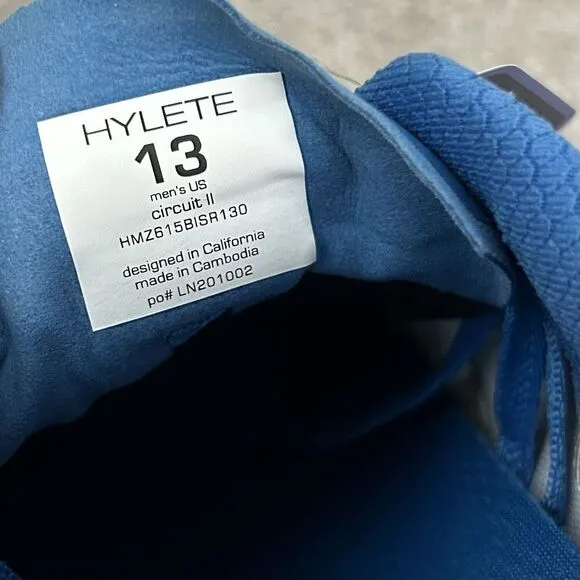 HYLETE
13
men's US
circuit II
HMZ615BISR130
designed in California
made in Cambodia
po# LN201002